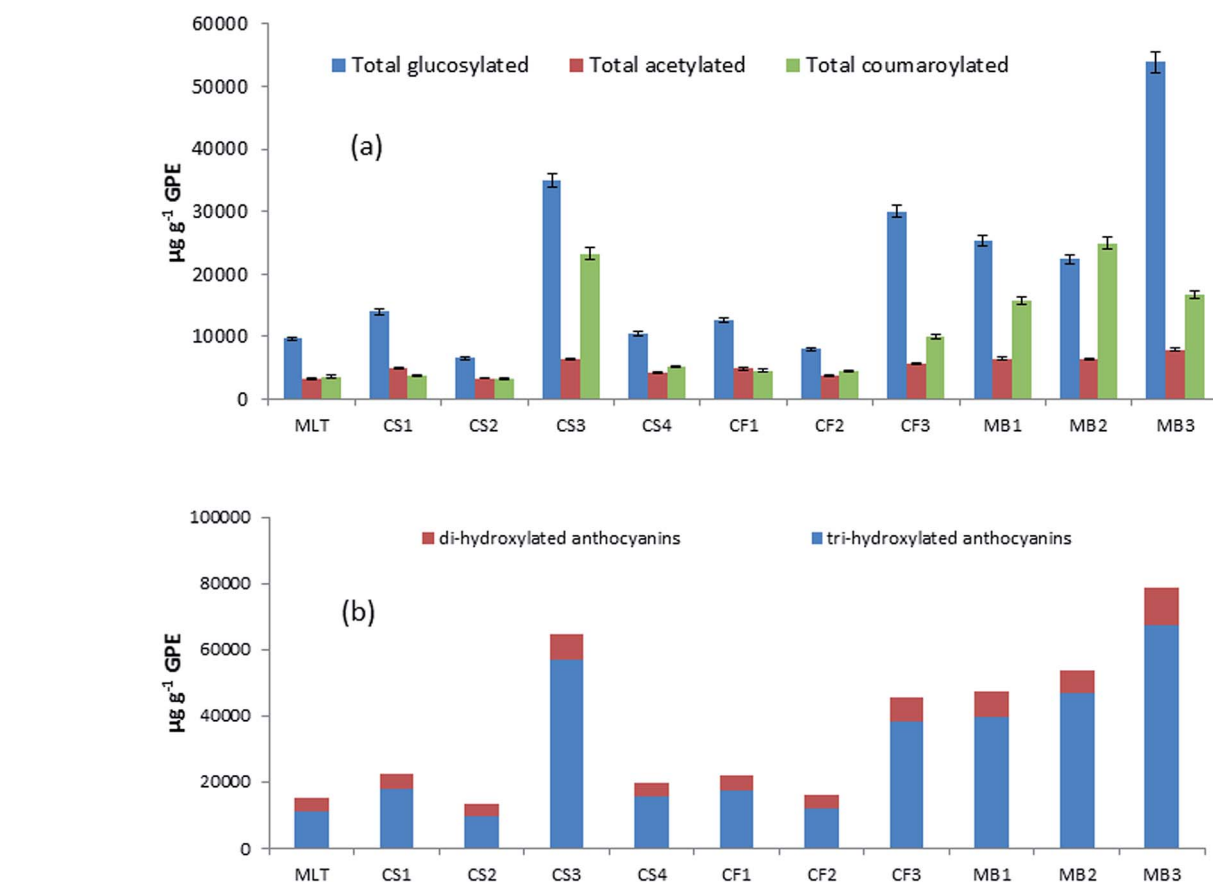 60000
Total glucosylated Total acetylated Total coumaroylated
50000
(a)
40000
µg g-1 GPE
30000
20000
10000
0
MLT CS1 CS2 CS3 CS4 CF1 CF2 CF3 MB1 MB2 MB3
100000
di-hydroxylated anthocyanins tri-hydroxylated anthocyanins
80000
(b)
60000
µg g-1 GPE
40000
20000
0
MLT CS1 CS2 CS3 CS4 CF1 CF2 CF3 MB1 MB2 MB3